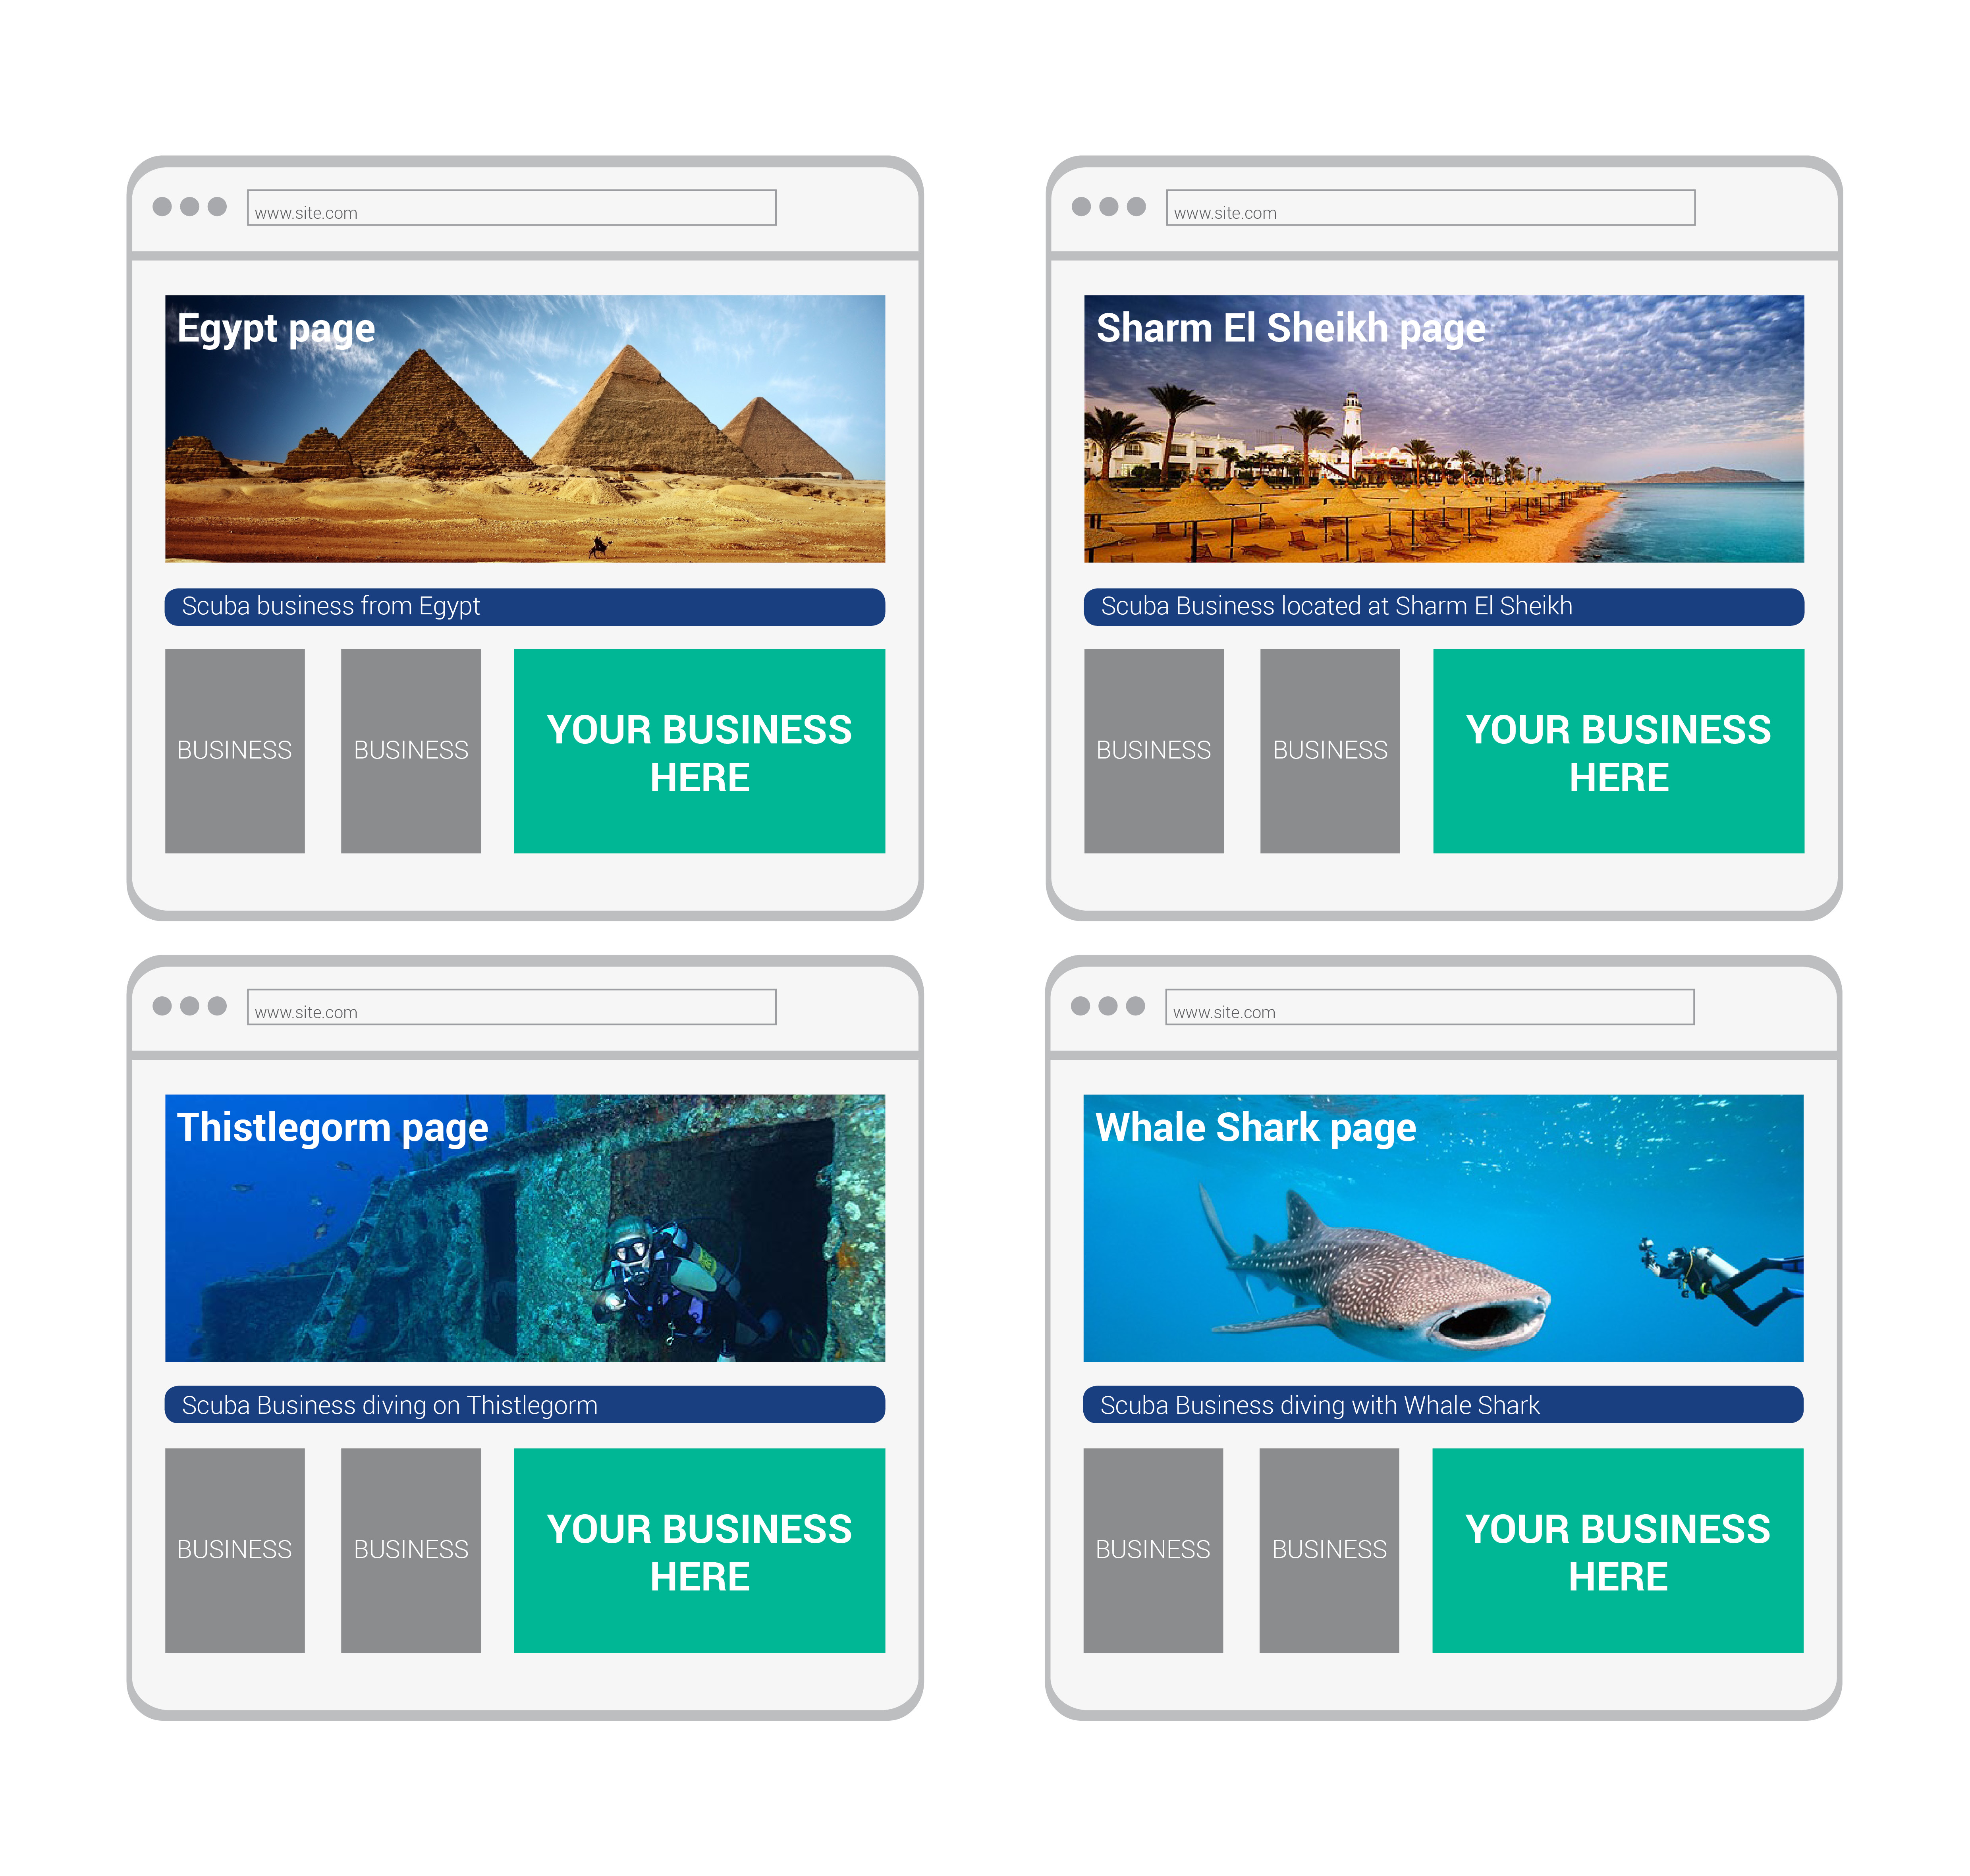 www.site.com
Egypt page
Scuba business from Egypt
BUSINESS
BUSINESS
YOUR BUSINESS
HERE
www.site.com
Sharm El Sheikh page
Scuba Business located at Sharm El Sheikh
BUSINESS
BUSINESS
YOUR BUSINESS
HERE
www.site.com
Thistlegorm page
Scuba Business diving on Thistlegorm
BUSINESS
BUSINESS
YOUR BUSINESS
HERE
www.site.com
Whale Shark page
Scuba Business diving with Whale Shark
BUSINESS
BUSINESS
YOUR BUSINESS
HERE